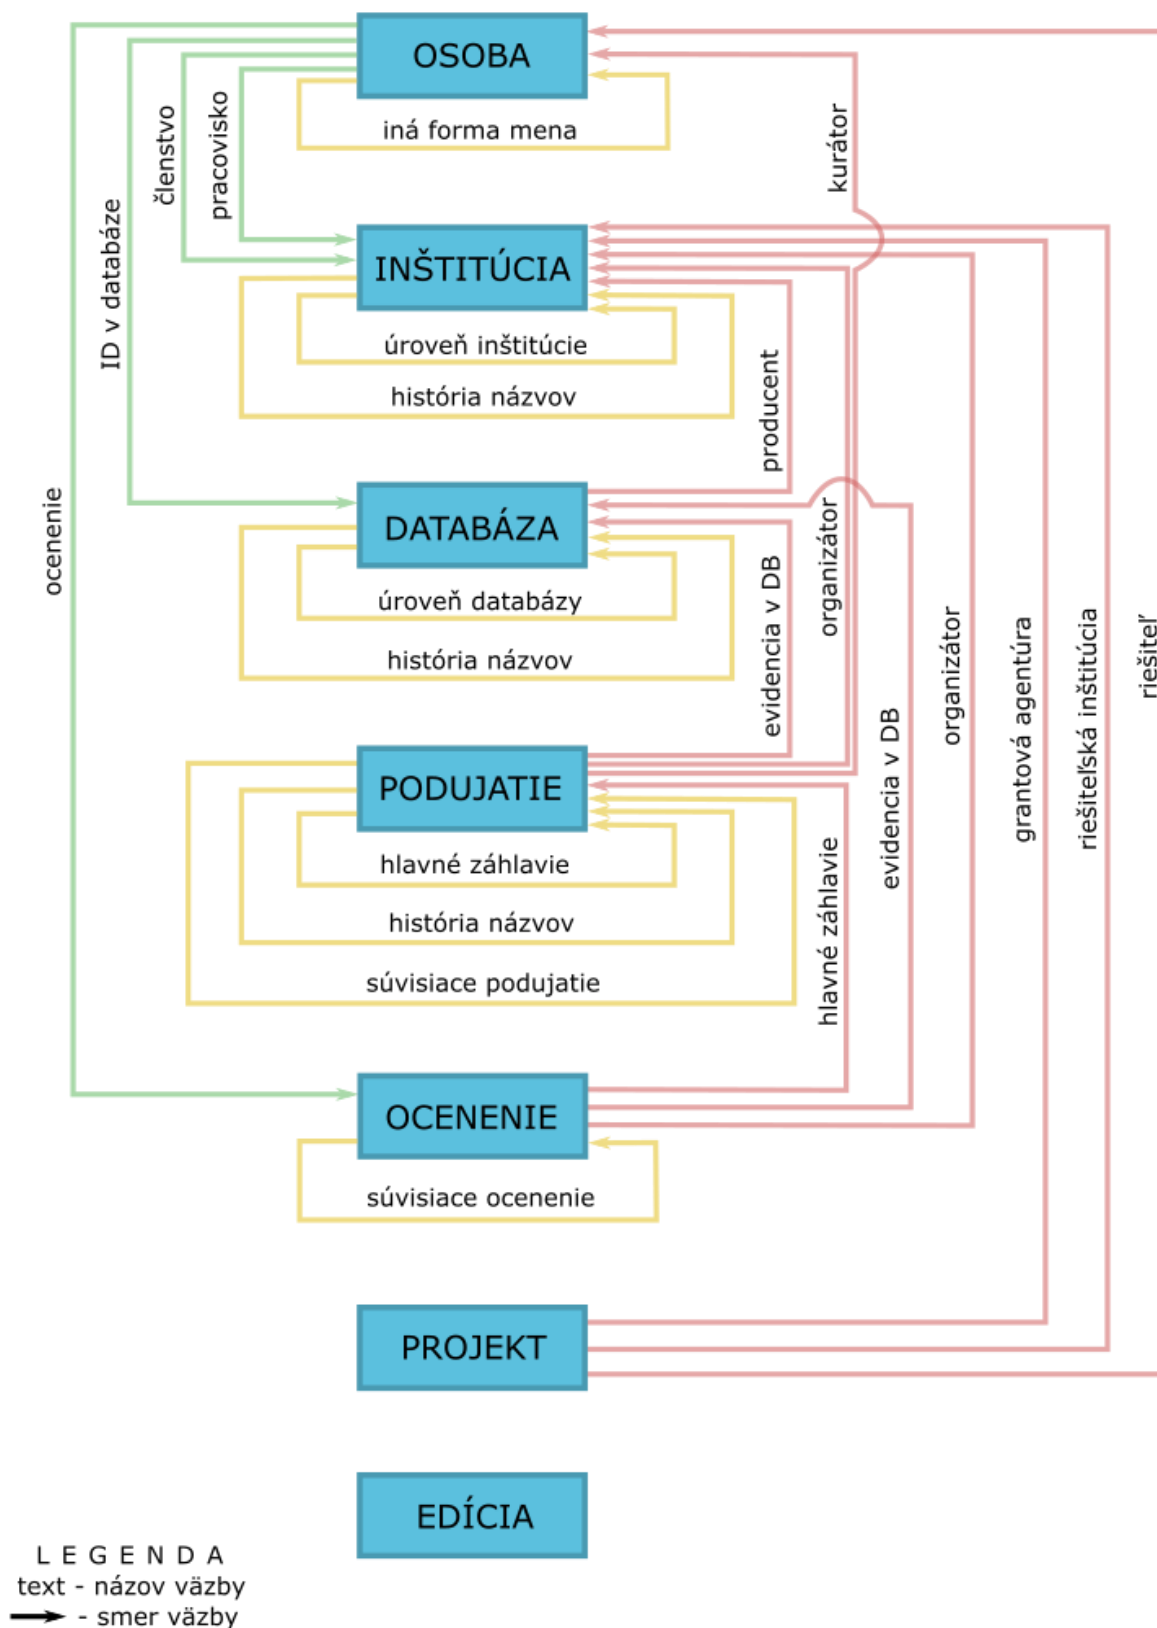 OSOBA
iná forma mena
kurátor
členstvo
pracovisko
ID v databáze
INŠTITÚCIA
úroveň inštitúcie
história názvov
producent
ocenenie
DATABÁZA
úroveň databázy
história názvov
evidencia v DB
organizátor
organizátor
grantová agentúra
riešiteľská inštitúcia
riešiteľ
PODUJATIE
hlavné záhlavie
história názvov
súvisiace podujatie
hlavné záhlavie
evidencia v DB
OCENENIE
súvisiace ocenenie
PROJEKT
EDÍCIA
L E G E N D A
text - názov väzby
- smer väzby